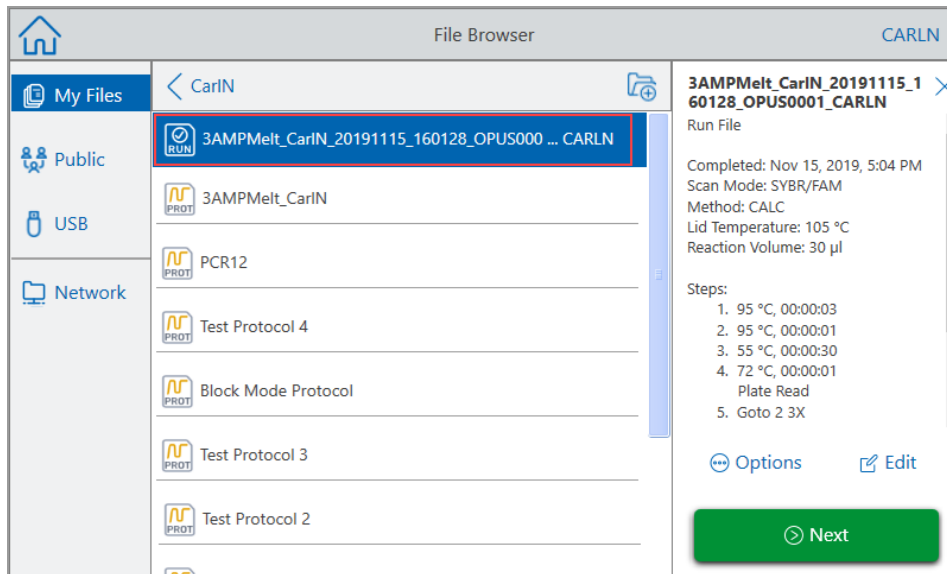 File Browser
CARLN
My Files
Public
USB
Network
CarlN
RUN
3AMPMelt_CarlN_20191115_160128_OPUS000 ... CARLN
PROT
3AMPMelt_CarlN
PROT
PCR12
PROT
Test Protocol 4
PROT
Block Mode Protocol
PROT
Test Protocol 3
PROT
Test Protocol 2
3AMPMelt_CarlN_20191115_1
60128_OPUS0001_CARLN
Run File
Completed: Nov 15, 2019, 5:04 PM
Scan Mode: SYBR/FAM
Method: CALC
Lid Temperature: 105 °C
Reaction Volume: 30 µl
Steps:
1. 95 °C, 00:00:03
2. 95 °C, 00:00:01
3. 55 °C, 00:00:30
4. 72 °C, 00:00:01
Plate Read
5. Goto 2 3X
Options
Edit
Next